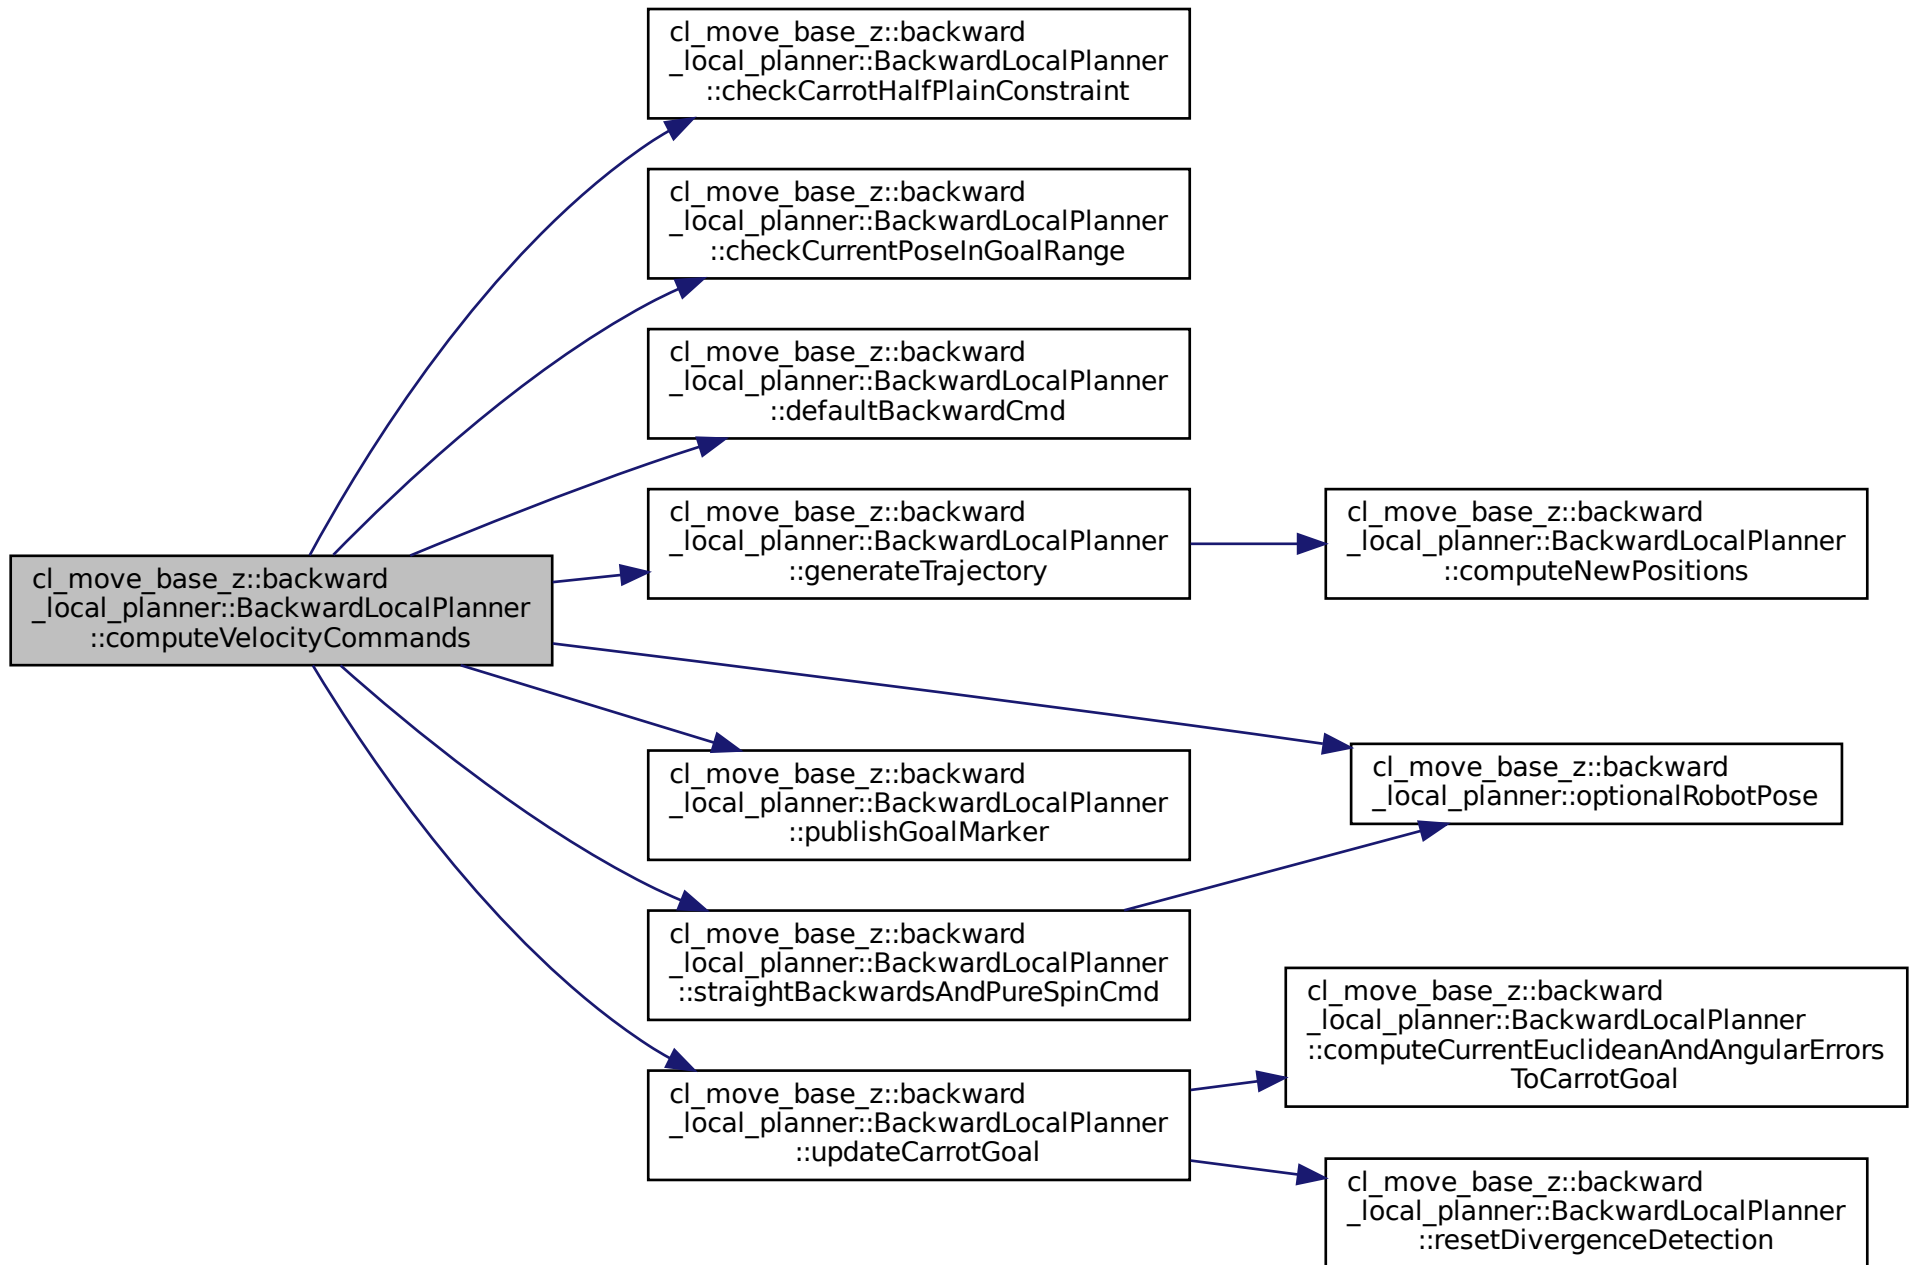 cl_move_base_z::backward
_local_planner::BackwardLocalPlanner
::checkCarrotHalfPlainConstraint
cl_move_base_z::backward
_local_planner::BackwardLocalPlanner
::checkCurrentPoseInGoalRange
cl_move_base_z::backward
_local_planner::BackwardLocalPlanner
::defaultBackwardCmd
cl_move_base_z::backward
_local_planner::BackwardLocalPlanner
::generateTrajectory
cl_move_base_z::backward
_local_planner::BackwardLocalPlanner
::computeNewPositions
cl_move_base_z::backward
_local_planner::BackwardLocalPlanner
::computeVelocityCommands
cl_move_base_z::backward
_local_planner::BackwardLocalPlanner
::publishGoalMarker
cl_move_base_z::backward
_local_planner::optionalRobotPose
cl_move_base_z::backward
_local_planner::BackwardLocalPlanner
::straightBackwardsAndPureSpinCmd
cl_move_base_z::backward
_local_planner::BackwardLocalPlanner
::computeCurrentEuclideanAndAngularErrors
ToCarrotGoal
cl_move_base_z::backward
_local_planner::BackwardLocalPlanner
::updateCarrotGoal
cl_move_base_z::backward
_local_planner::BackwardLocalPlanner
::resetDivergenceDetection